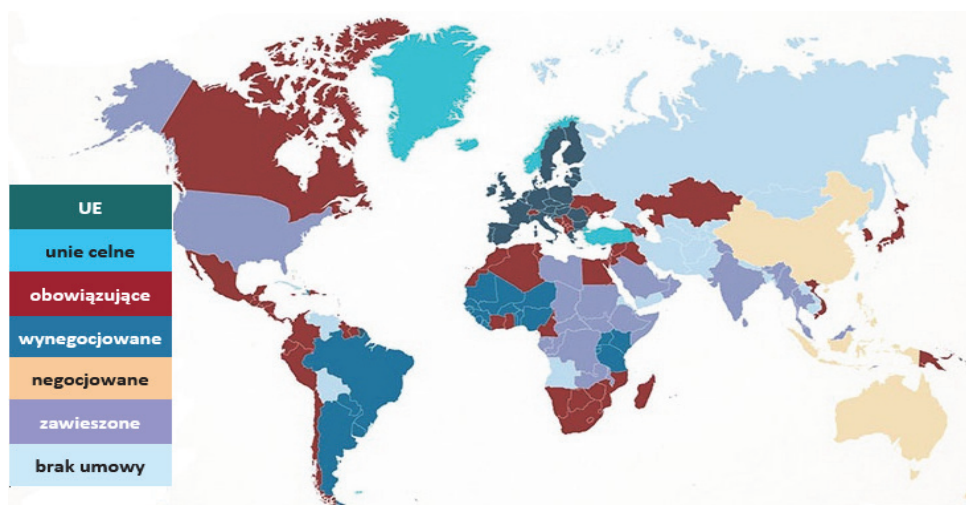 UE
unie celne
obowiązujące
wynegocjowane
negocjowane
zawieszone
brak umowy